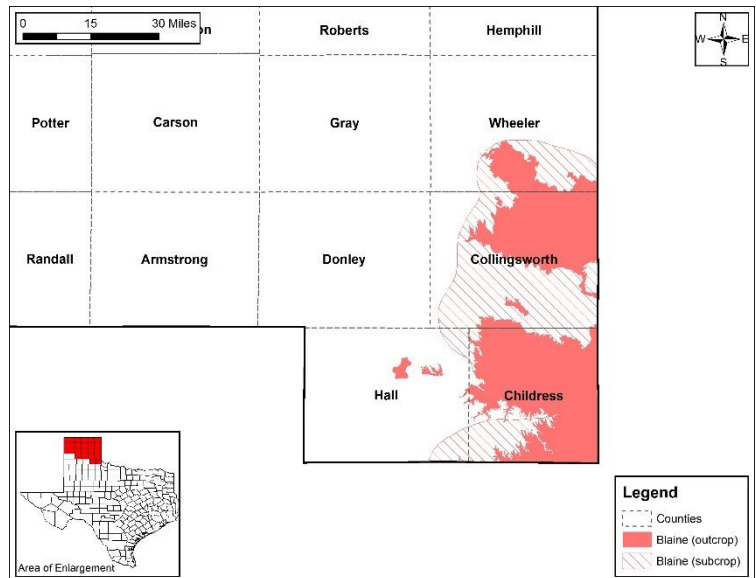 0 15 30 Miles
on
Roberts
Hemphill
N
W E
S
Potter
Carson
Gray
Wheeler
Randall
Armstrong
Donley
Collingsworth
Hall
Childress
Area of Enlargement
Legend
Counties
Blaine (outcrop)
Blaine (subcrop)